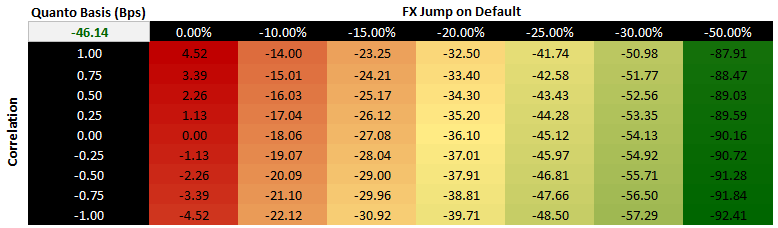 Quanto Basis (Bps) FX Jump on Default
-46.14 0.00% -10.00% -15.00% -20.00% -25.00% -30.00% -50.00%
Correlation
1.00 4.52 -14.00 -23.25 -32.50 -41.74 -50.98 -87.91
0.75 3.39 -15.01 -24.21 -33.40 -42.58 -51.77 -88.47
0.50 2.26 -16.03 -25.17 -34.30 -43.43 -52.56 -89.03
0.25 1.13 -17.04 -26.12 -35.20 -44.28 -53.35 -89.59
0.00 0.00 -18.06 -27.08 -36.10 -45.12 -54.13 -90.16
-0.25 -1.13 -19.07 -28.04 -37.01 -45.97 -54.92 -90.72
-0.50 -2.26 -20.09 -29.00 -37.91 -46.81 -55.71 -91.28
-0.75 -3.39 -21.10 -29.96 -38.81 -47.66 -56.50 -91.84
-1.00 -4.52 -22.12 -30.92 -39.71 -48.50 -57.29 -92.41